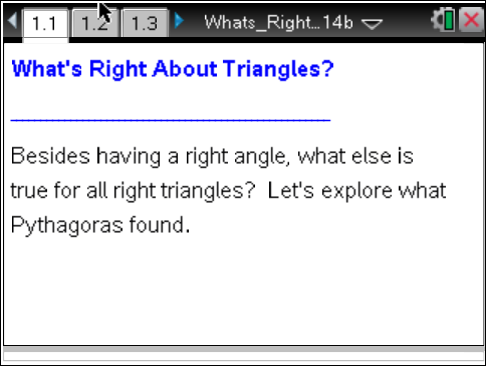 1.1 1.2 1.3 Whats_Right...14b
What's Right About Triangles?
Besides having a right angle, what else is
true for all right triangles?  Let's explore what
Pythagoras found.